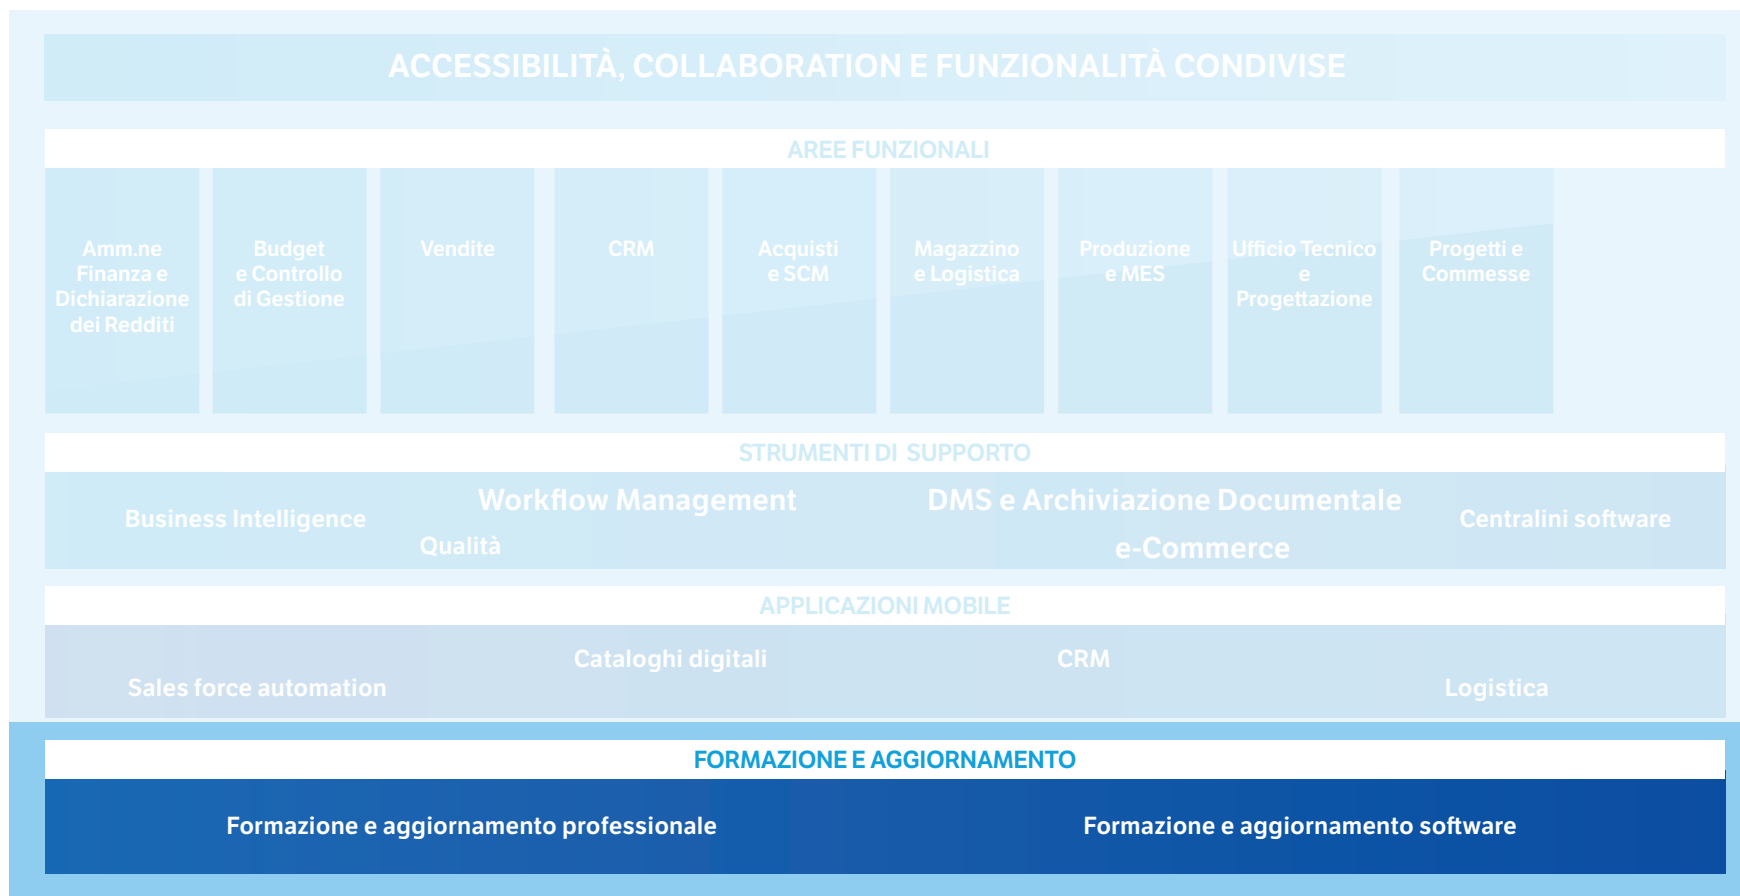 ACCESSIBILITÀ, COLLABORATION E FUNZIONALITÀ CONDIVISE
AREE FUNZIONALI
Amm.ne
Finanza e
Dichiarazione
dei Redditi
Budget
e Controllo
di Gestione
Vendite
CRM
Acquisti
e SCM
Magazzino
e Logistica
Produzione
e MES
Ufficio Tecnico
e
Progettazione
Progetti e
Commesse
STRUMENTI DI SUPPORTO
Business Intelligence
Workflow Management
Qualità
DMS e Archiviazione Documentale
e-Commerce
Centralini software
APPLICAZIONI MOBILE
Sales force automation
Cataloghi digitali
CRM
Logistica
FORMAZIONE E AGGIORNAMENTO
Formazione e aggiornamento professionale
Formazione e aggiornamento software